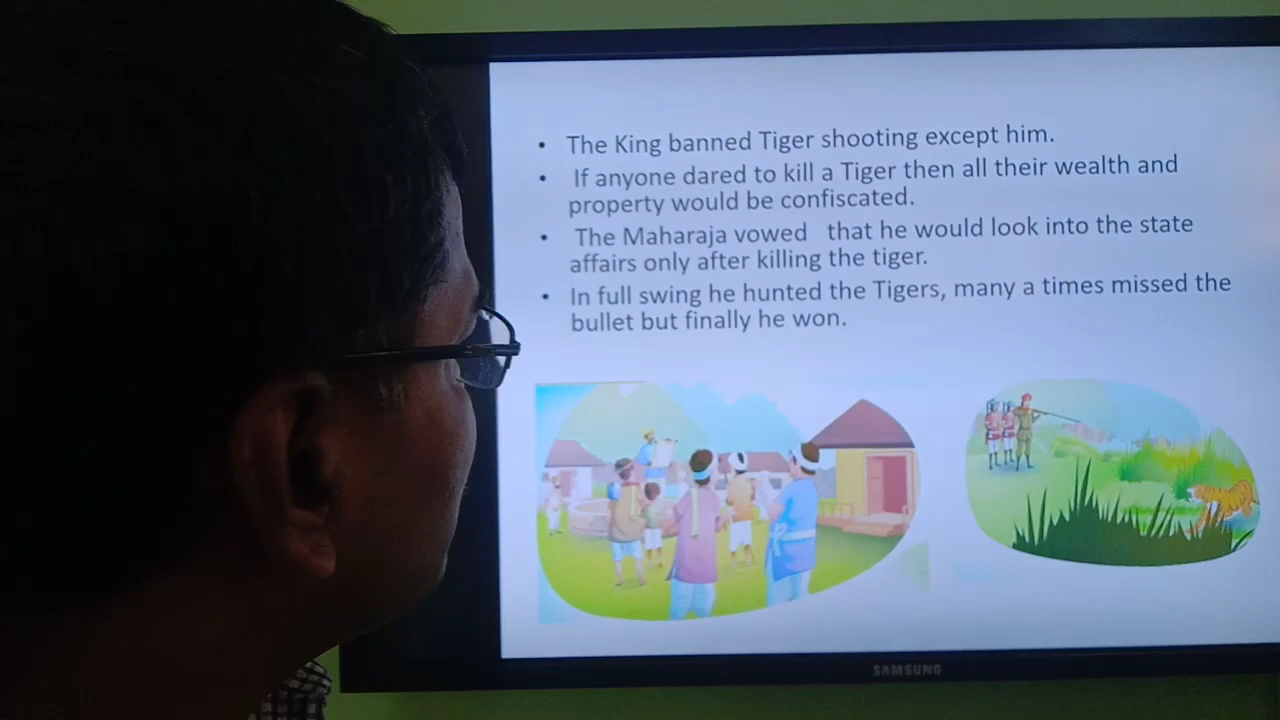 • The King banned Tiger shooting except him.
• If anyone dared to kill a Tiger then all their wealth and
property would be confiscated.
• The Maharaja vowed that he would look into the state
affairs only after killing the tiger.
• In full swing he hunted the Tigers, many a times missed the
bullet but finally he won.
SAMSUNG